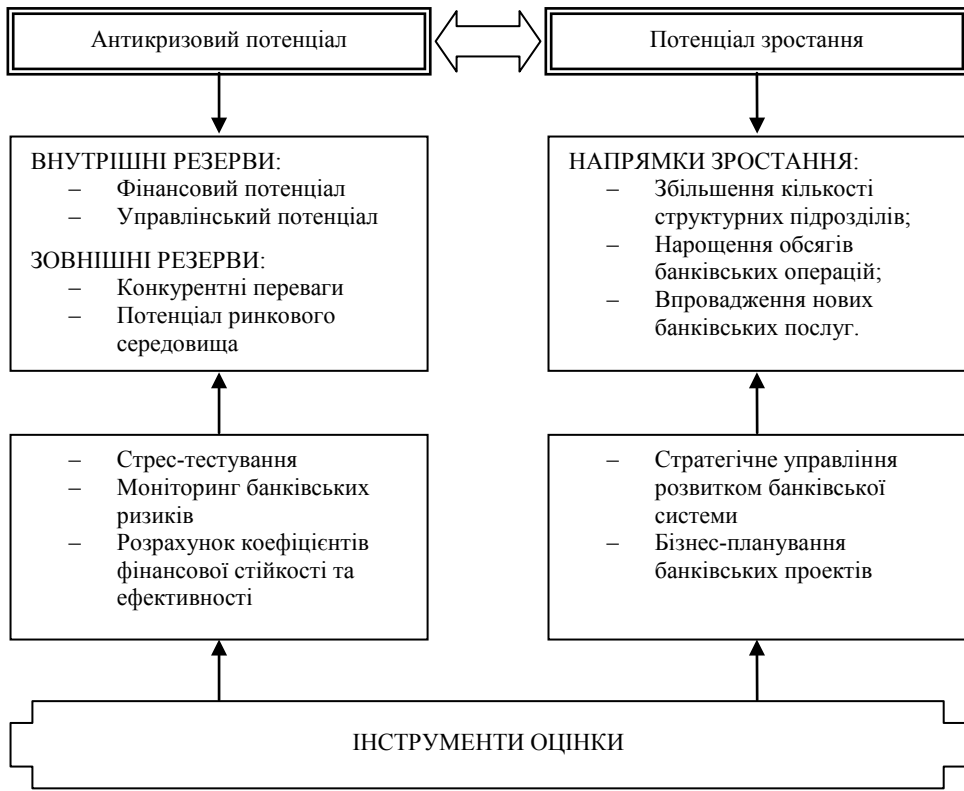 Антикризовий потенціал
Потенціал зростання
ВНУТРІШНІ РЕЗЕРВИ:
– Фінансовий потенціал
– Управлінський потенціал
ЗОВНІШНІ РЕЗЕРВИ:
– Конкурентні переваги
– Потенціал ринкового
середовища
НАПРЯМКИ ЗРОСТАННЯ:
– Збільшення кількості
структурних підрозділів;
– Нарощення обсягів
банківських операцій;
– Впровадження нових
банківських послуг.
– Стрес-тестування
– Моніторинг банківських
ризиків
– Розрахунок коефіцієнтів
фінансової стійкості та
ефективності
– Стратегічне управління
розвитком банківської
системи
– Бізнес-планування
банківських проектів
ІНСТРУМЕНТИ ОЦІНКИ